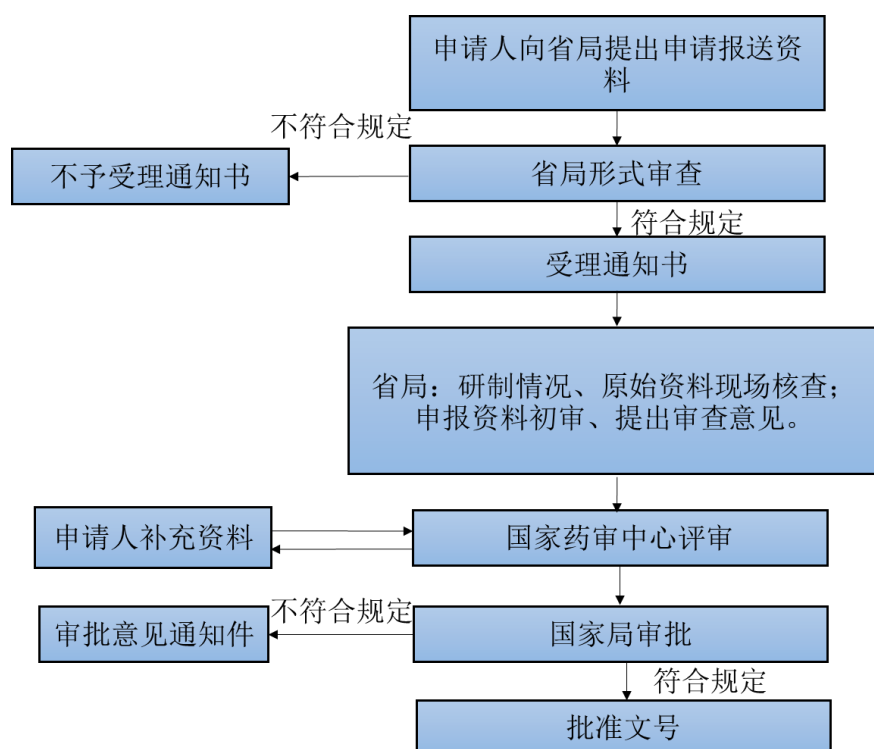 申请人向省局提出申请报送资
料
不符合规定
不予受理通知书
省局形式审查
符合规定
受理通知书
省局：研制情况、原始资料现场核查；
申报资料初审、提出审查意见。
申请人补充资料
国家药审中心评审
不符合规定
审批意见通知件
国家局审批
符合规定
批准文号